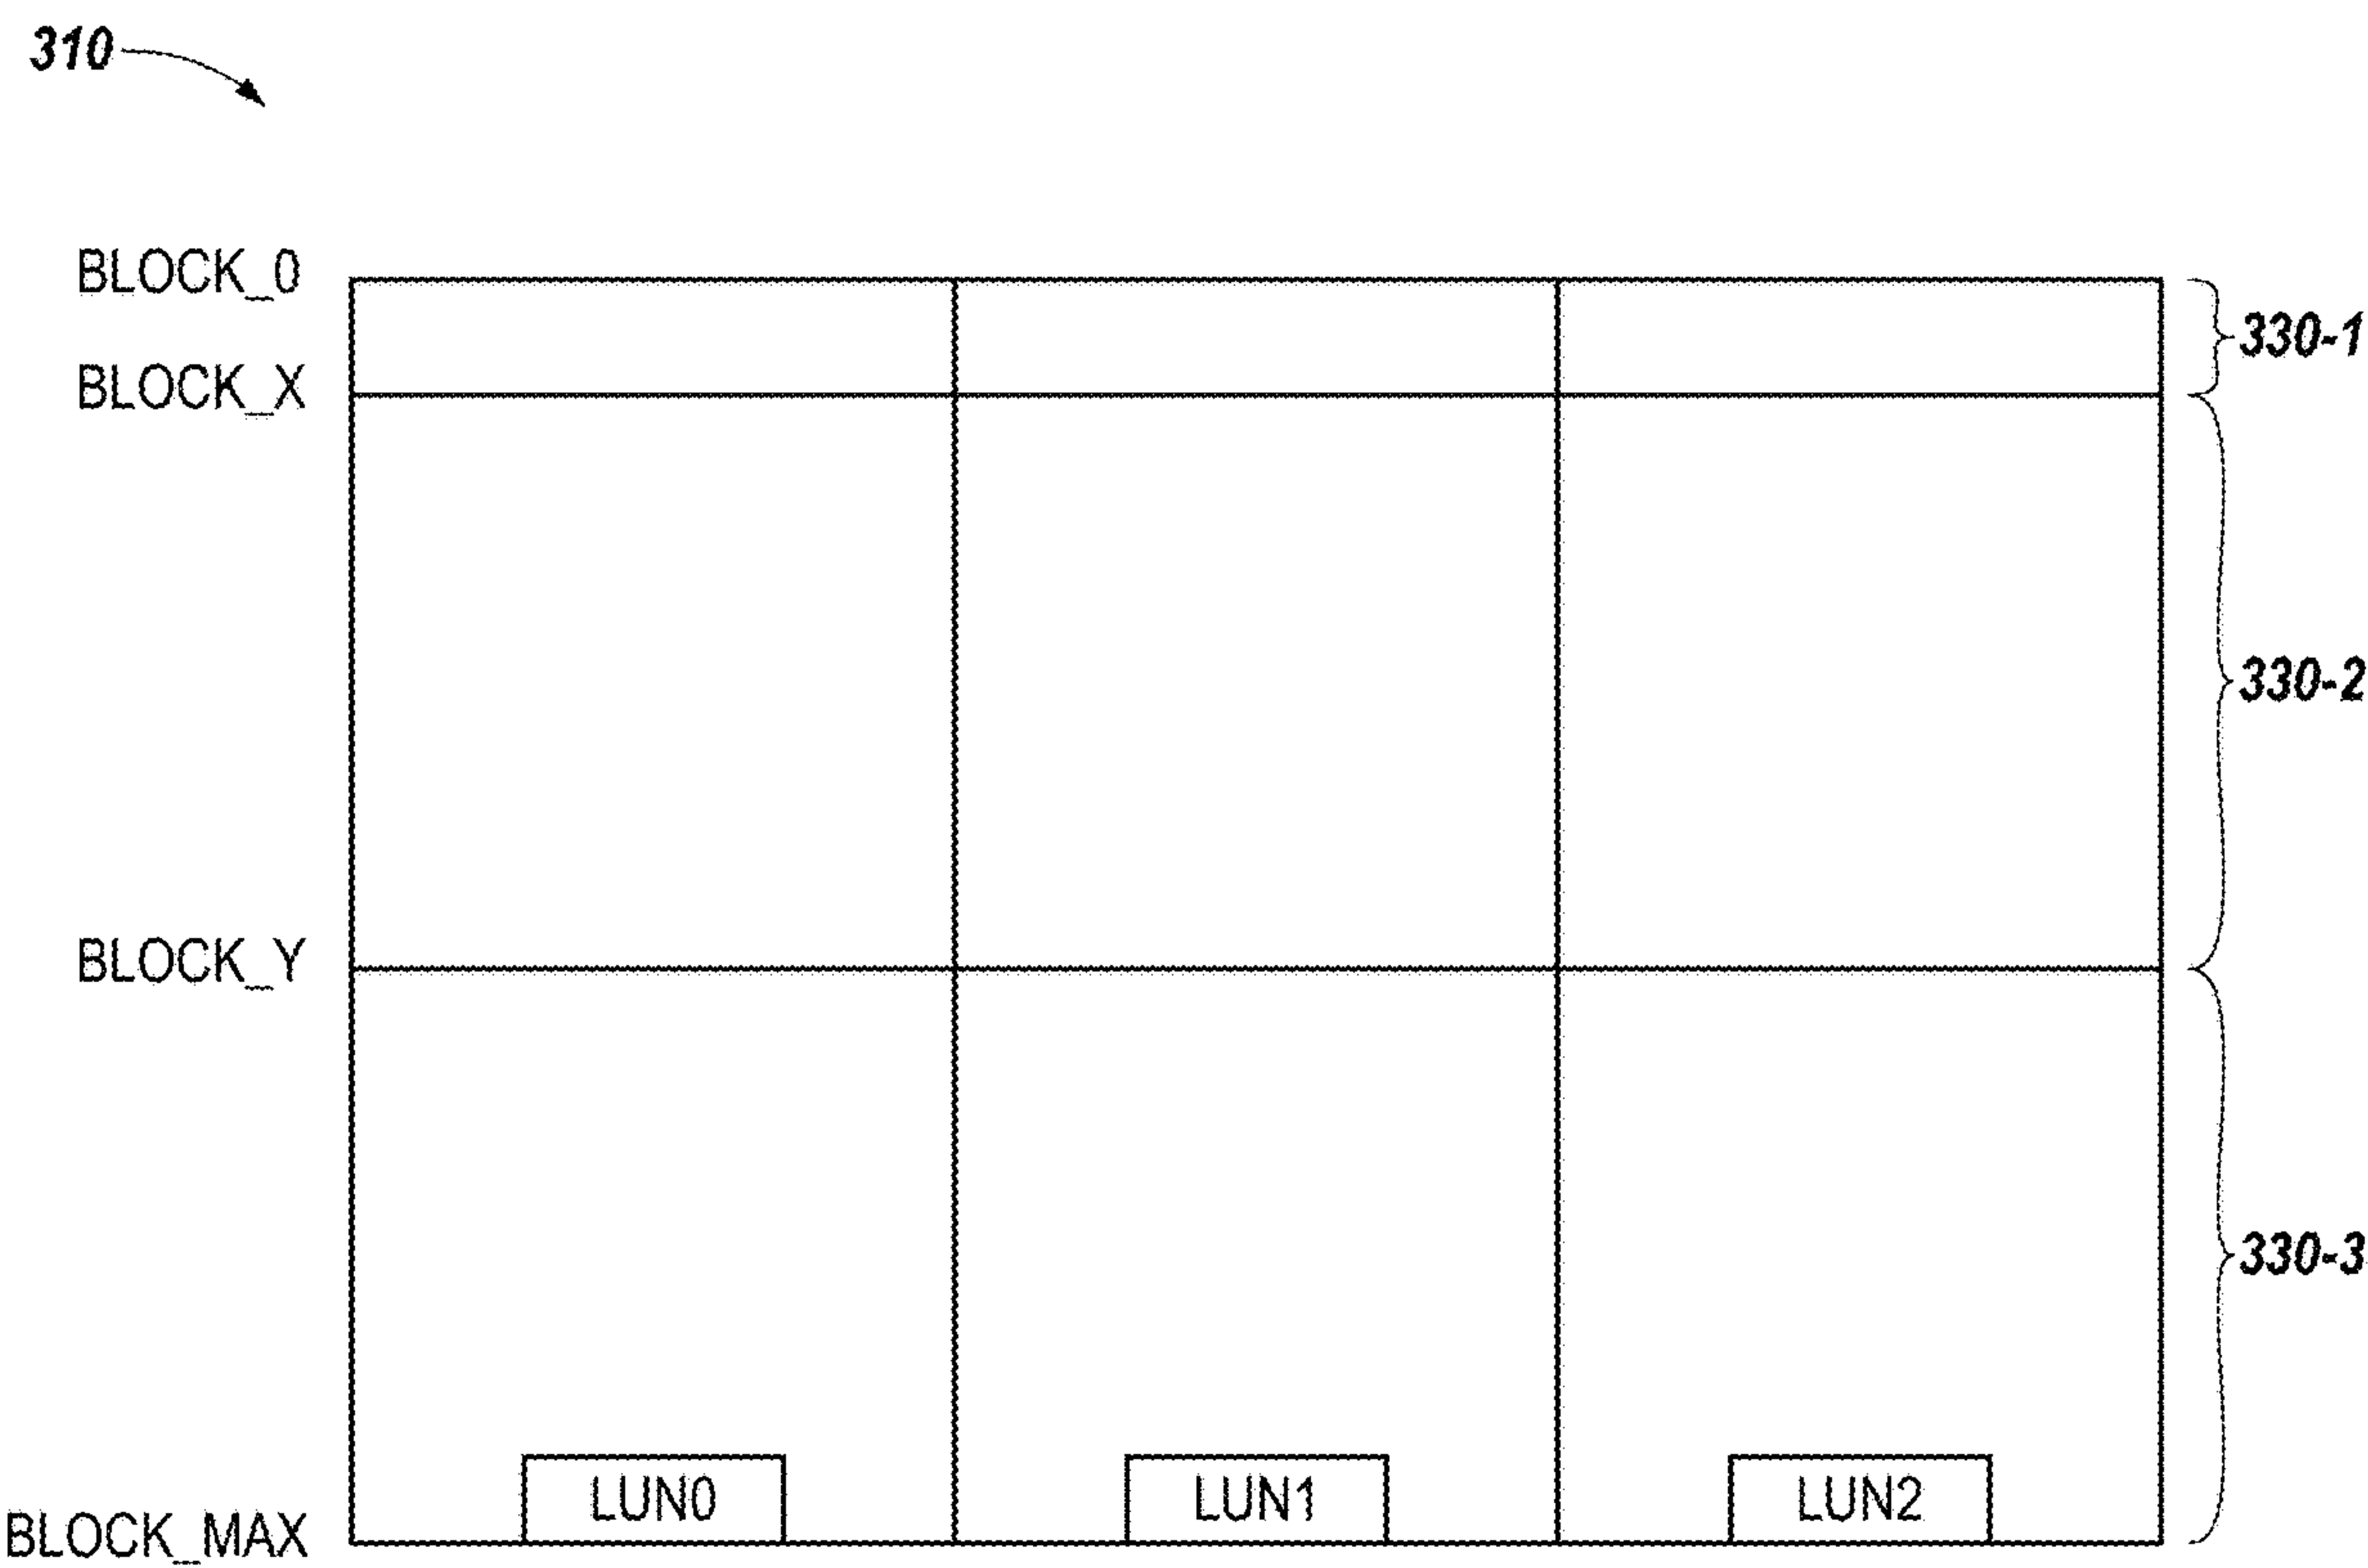 310
BLOCK_0
330-1
BLOCK_X
330-2
BLOCK_Y
330-3
LUN0 LUN1 LUN2
BLOCK_MAX